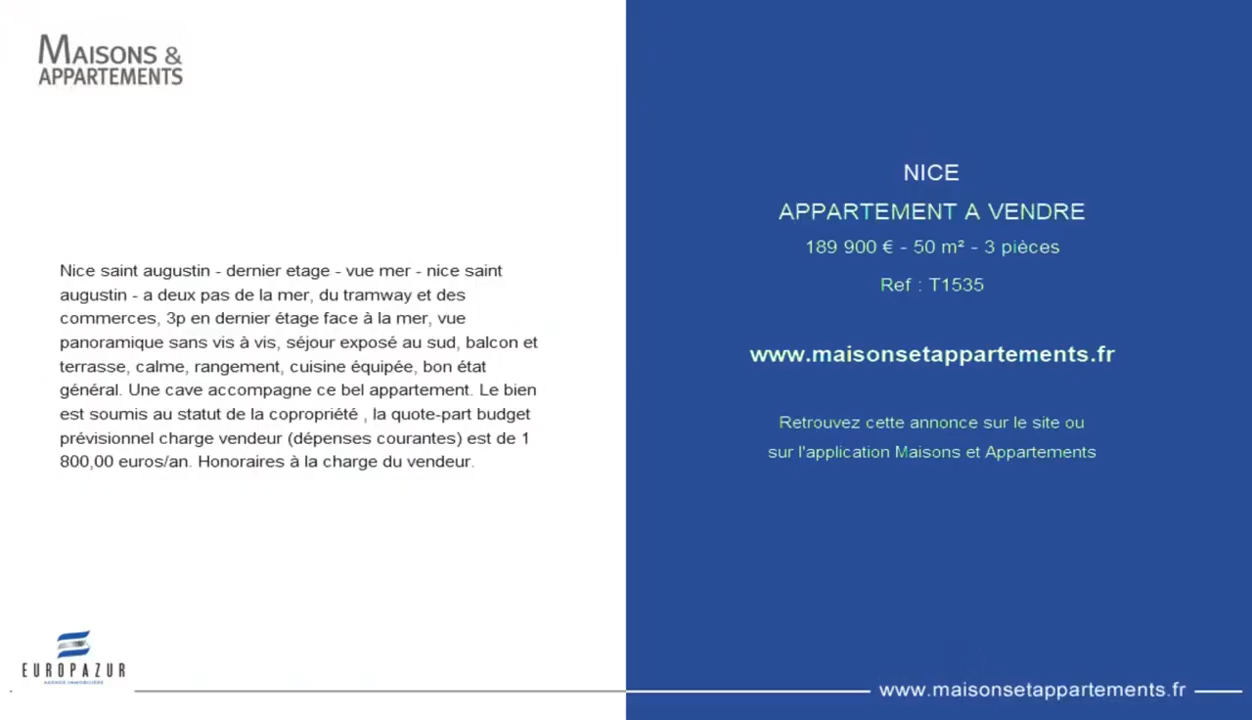 MAISONS &
APPARTEMENTS
Nice saint augustin - dernier etage - vue mer - nice saint
augustin - a deux pas de la mer, du tramway et des
commerces, 3p en dernier étage face à la mer, vue
panoramique sans vis à vis, séjour exposé au sud, balcon et
terrasse, calme, rangement, cuisine équipée, bon état
général. Une cave accompagne ce bel appartement. Le bien
est soumis au statut de la copropriété , la quote-part budget
prévisionnel charge vendeur (dépenses courantes) est de 1
800,00 euros/an. Honoraires à la charge du vendeur.
EUROPAZUR
AGENCE IMMOBILIÈRE
NICE
APPARTEMENT A VENDRE
189 900 € - 50 m² - 3 pièces
Ref : T1535
www.maisonsetappartements.fr
Retrouvez cette annonce sur le site ou
sur l'application Maisons et Appartements
www.maisonsetappartements.fr